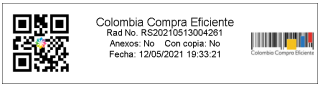 Colombia Compra Eficiente
Rad No. RS20210513004261
Anexos: No Con copia: No
Fecha: 12/05/2021 19:33:21
Colombia Compra Eficiente